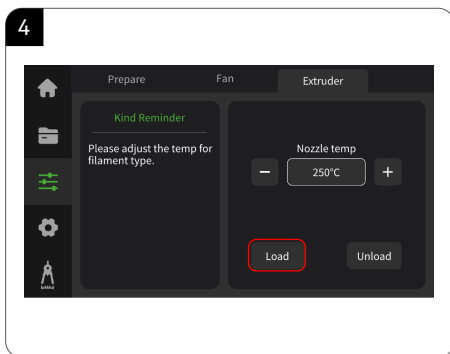 4
Prepare
Fan
Extruder
Kind Reminder
Please adjust the temp for
filament type.
Nozzle temp
−
250°C
+
Load
Unload